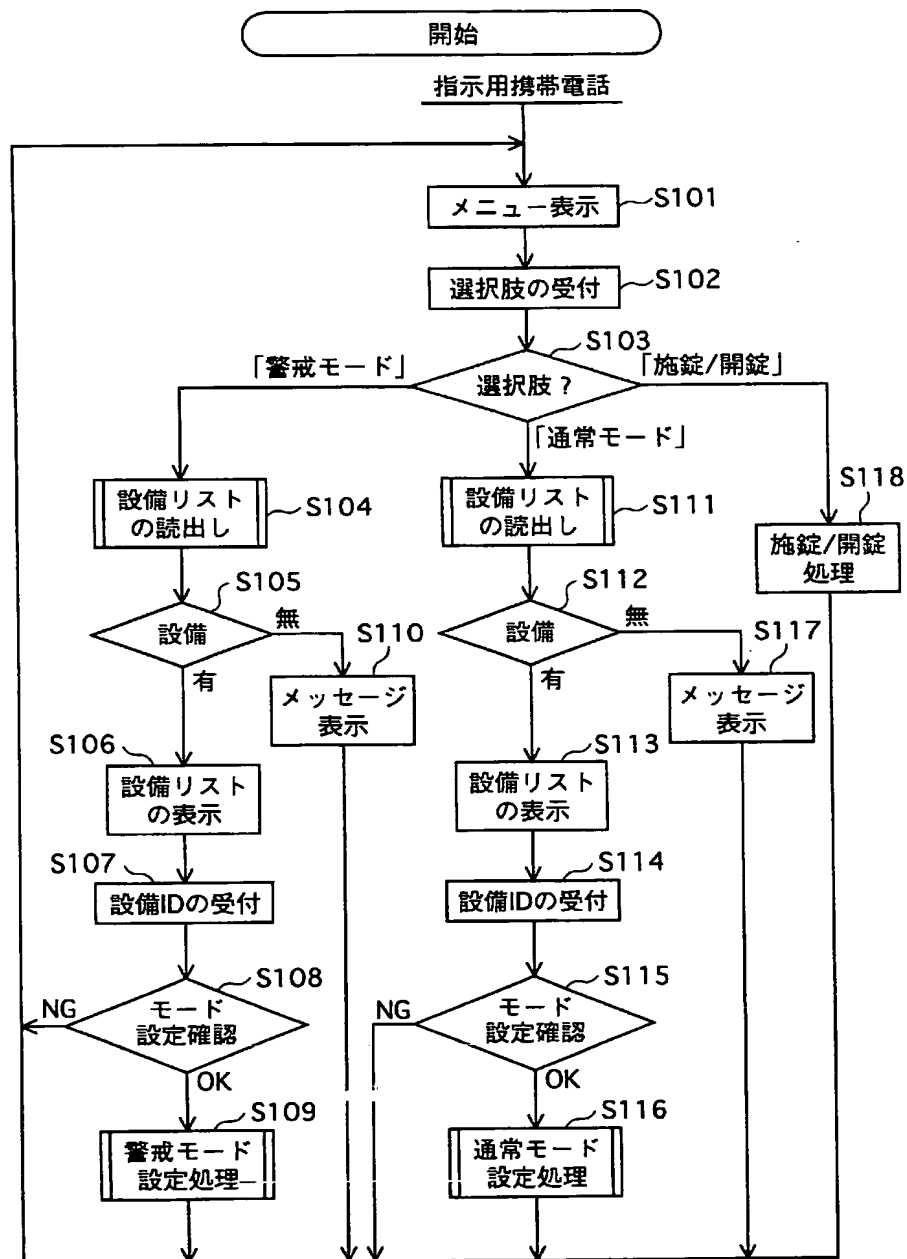 開始
指示用携帯電話
メニュー表示
S101
選択肢の受付
S102
S103
「警戒モード」
選択肢?
「施錠/開錠」
「通常モード」
設備リスト
の読出し
S104
設備リスト
の読出し
S111
S118
施錠/開錠
処理
S105
設備
無
有
S110
メッセージ
表示
S112
設備
無
有
S117
メッセージ
表示
S106
設備リスト
の表示
S113
設備リスト
の表示
S107
設備IDの受付
S114
設備IDの受付
S108
NG
モード
設定確認
OK
S115
NG
モード
設定確認
OK
S109
警戒モード
設定処理
S116
通常モード
設定処理